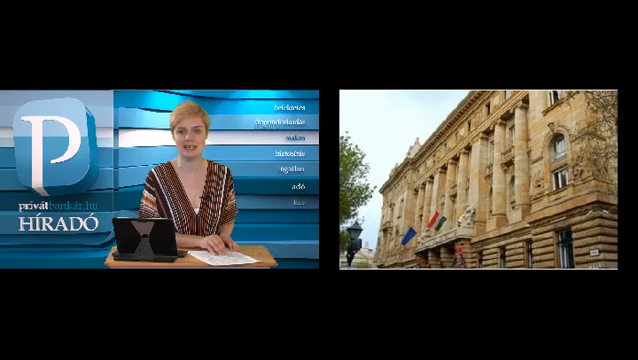 P
privátbankár.hu
HÍRADÓ
befektetés
öngondoskodás
makro
biztosítás
ingatlan
adó